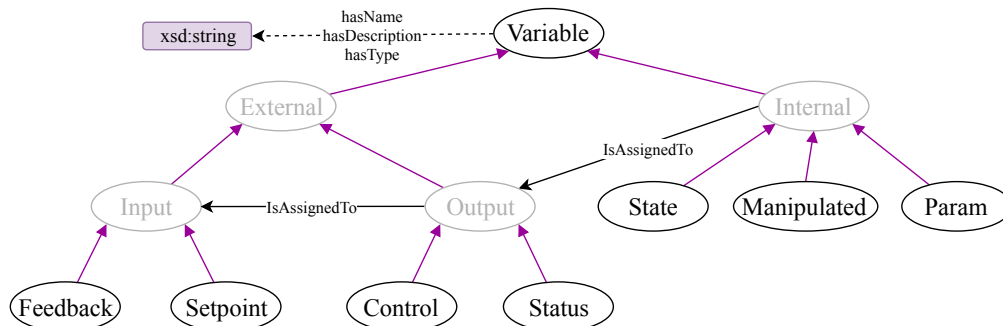 hasName
xsd:string
hasDescription
Variable
hasType
External
Internal
IsAssignedTo
Input
IsAssignedTo
Output
State
Manipulated
Param
Feedback
Setpoint
Control
Status